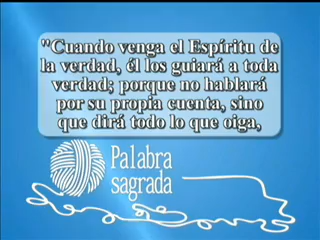 "Cuando venga el Espíritu de
la verdad, él los guiará a toda
verdad; porque no hablará
por su propia cuenta, sino
que dirá todo lo que oiga,
Palabra
sagrada